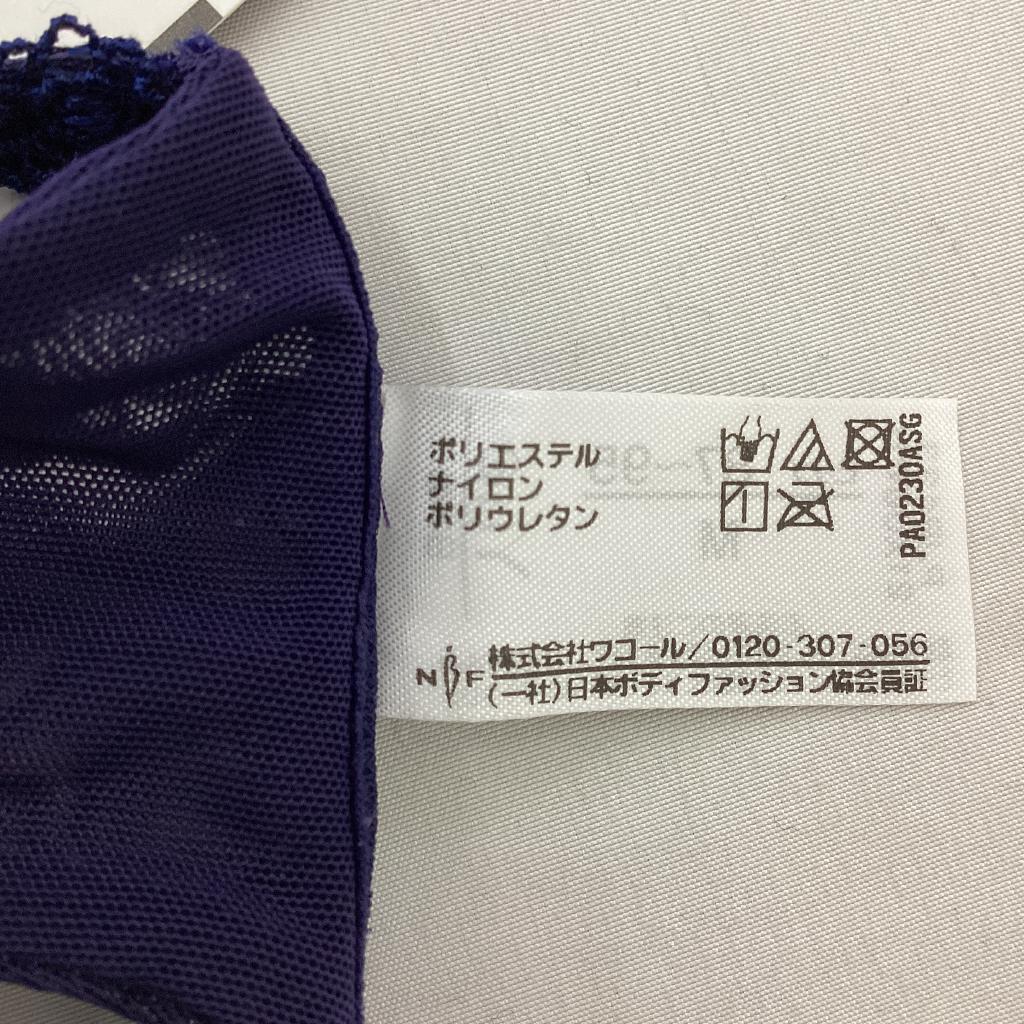 ポリエステル
ナイロン
ポリウレタン
PA0230ASG
NBF
株式会社ワコール/0120-307-056
(一社)日本ボディファッション協会員証